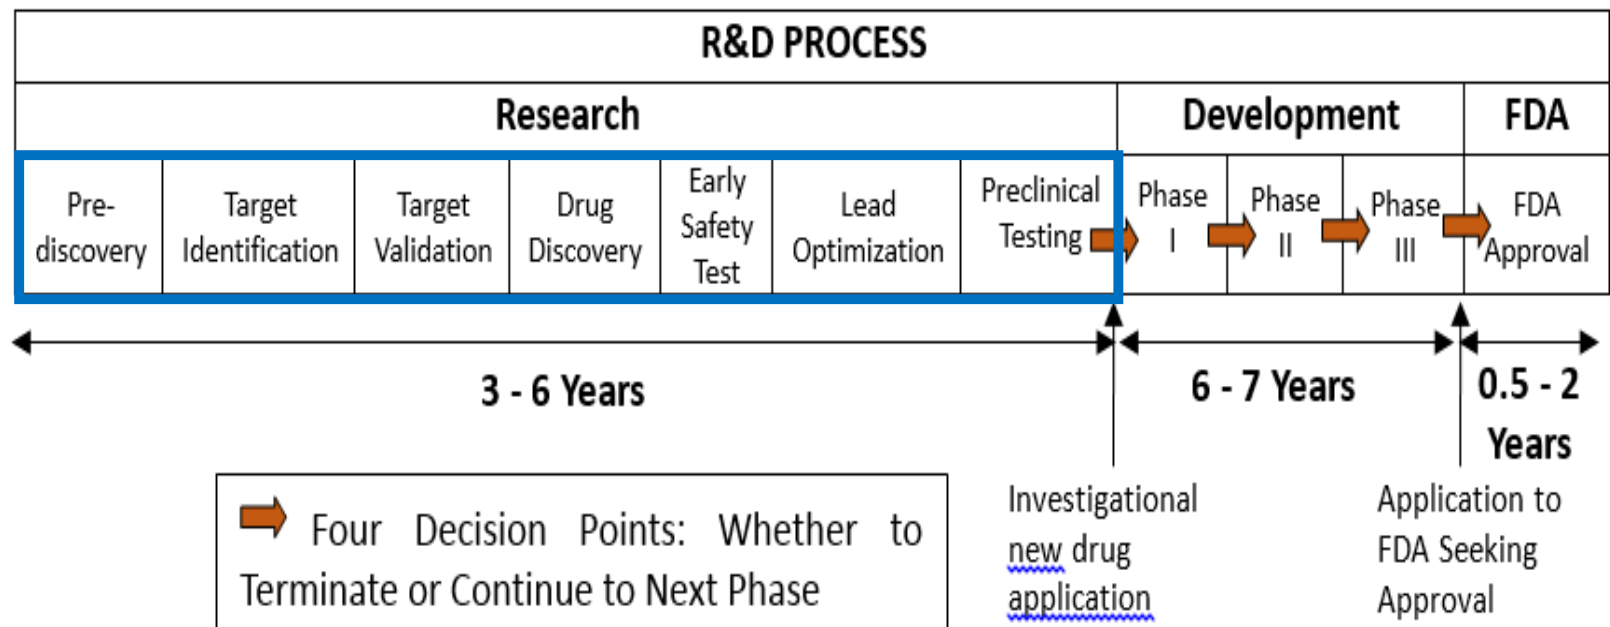 R&D PROCESS
Research
Development
FDA
Pre-
discovery
Target
Identification
Target
Validation
Drug
Discovery
Early
Safety
Test
Lead
Optimization
Preclinical
Testing
Phase
I
Phase
II
Phase
III
FDA
Approval
3 - 6 Years
6 - 7 Years
0.5 - 2
Years
Four Decision Points: Whether to
Terminate or Continue to Next Phase
Investigational
new drug
application
Application to
FDA Seeking
Approval